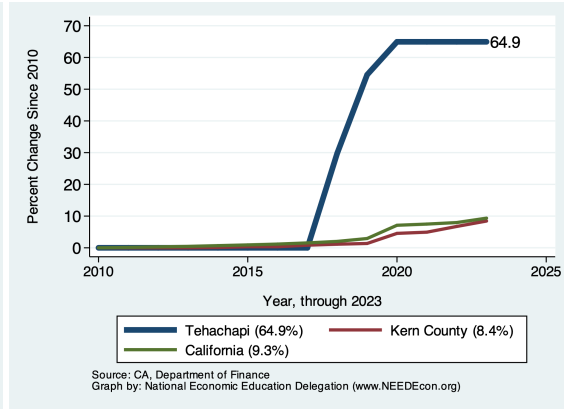 Percent Change Since 2010
70
60
50
40
30
20
10
0
64.9
2010 2015 2020 2025
Year, through 2023
Tehachapi (64.9%) Kern County (8.4%)
California (9.3%)
Source: CA, Department of Finance
Graph by: National Economic Education Delegation (www.NEEDEcon.org)